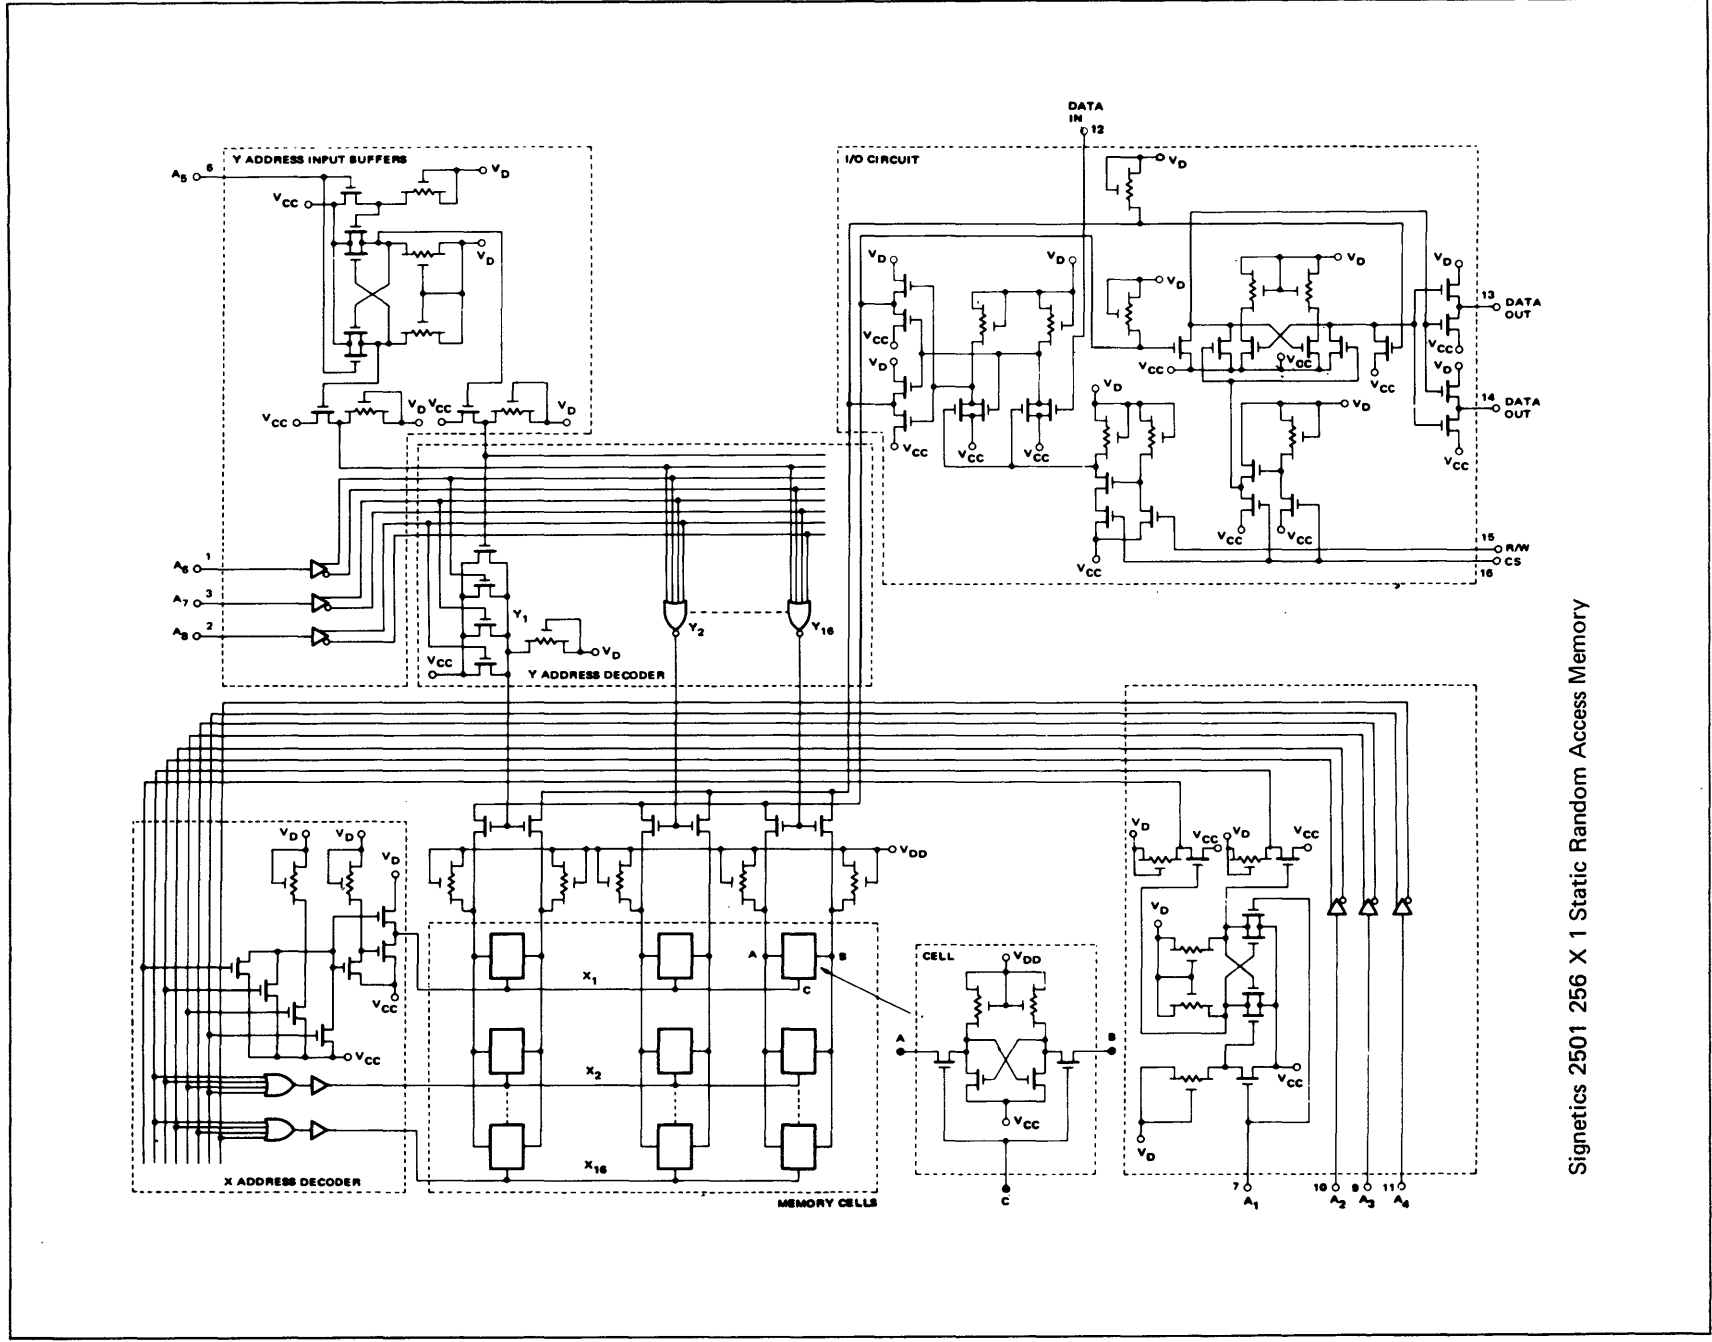 DATA
IN
12
Y ADDRESS INPUT BUFFERS
I/O CIRCUIT
A5 6
VD
VCC
VD
VD
VD
VD
VD
VD
VD
VD
13 DATA
OUT
VCC
VCC
VCC
VCC
VCC
VD
VD
VD
VD
14 DATA
OUT
VCC
VD
VCC
VD
VCC
VCC
VCC
VCC
VCC
VCC
VCC
VCC
15
R/W
CS
16
A6 1
A7 3
A8 2
Y1
Y2
Y16
VCC
VD
Y ADDRESS DECODER
VD
VD
VD
VCC
VCC
VDD
VD
VCC
VD
VCC
VD
A
B
C
X1
X2
X16
X ADDRESS DECODER
MEMORY CELLS
CELL
VDD
A
B
VCC
C
VCC
VD
7
A1
10
A2
9
A3
11
A4
Signetics 2501 256 X 1 Static Random Access Memory